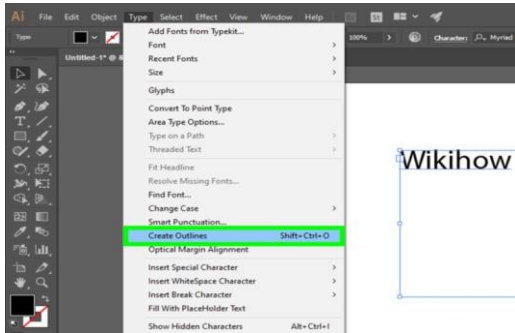 Ai File Edit Object Type Select Effect View Window Help St
Type 100% Character: Myriad
Untitled-1* @ 8
Add Fonts from Typekit...
Font
Recent Fonts
Size
Glyphs
Convert To Point Type
Area Type Options...
Type on a Path
Threaded Text
Fit Headline
Resolve Missing Fonts...
Find Font...
Change Case
Smart Punctuation...
Create Outlines Shift+Ctrl+O
Optical Margin Alignment
Insert Special Character
Insert WhiteSpace Character
Insert Break Character
Fill With PlaceHolder Text
Show Hidden Characters Alt+Ctrl+I
Wikihow